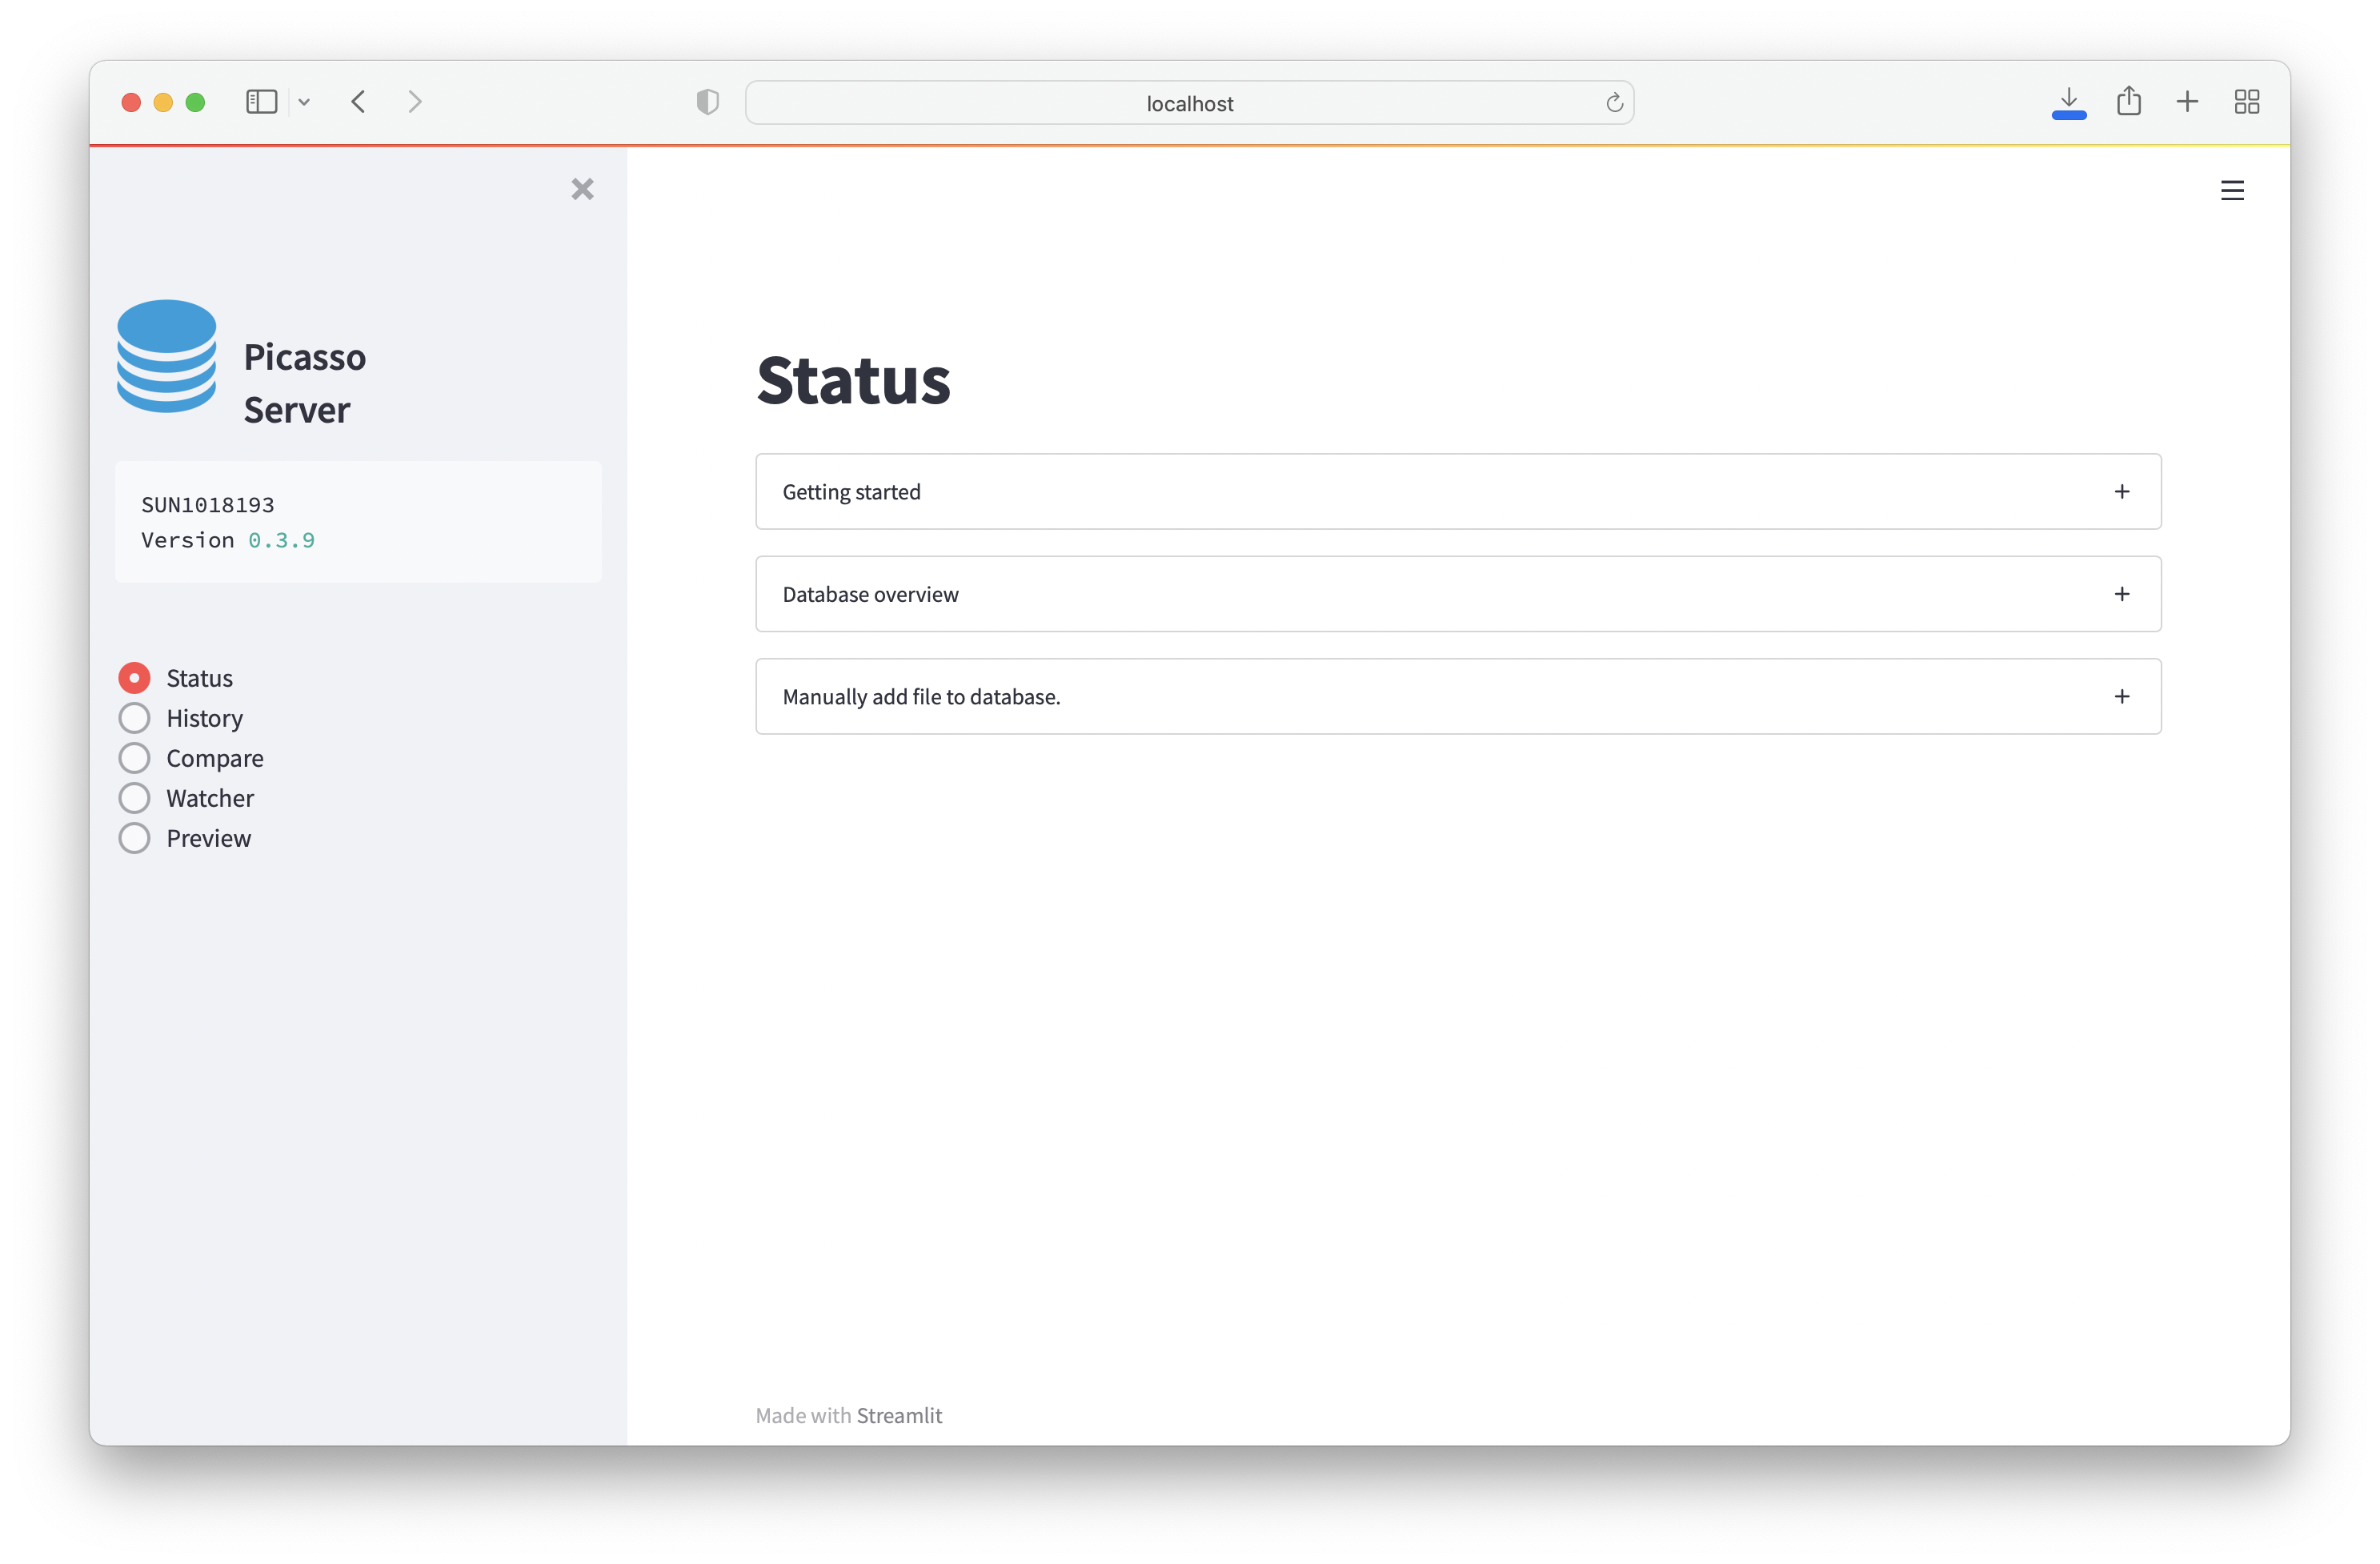 localhost
Picasso
Server
SUN1018193
Version 0.3.9
Status
History
Compare
Watcher
Preview
Status
Getting started
Database overview
Manually add file to database.
Made with Streamlit